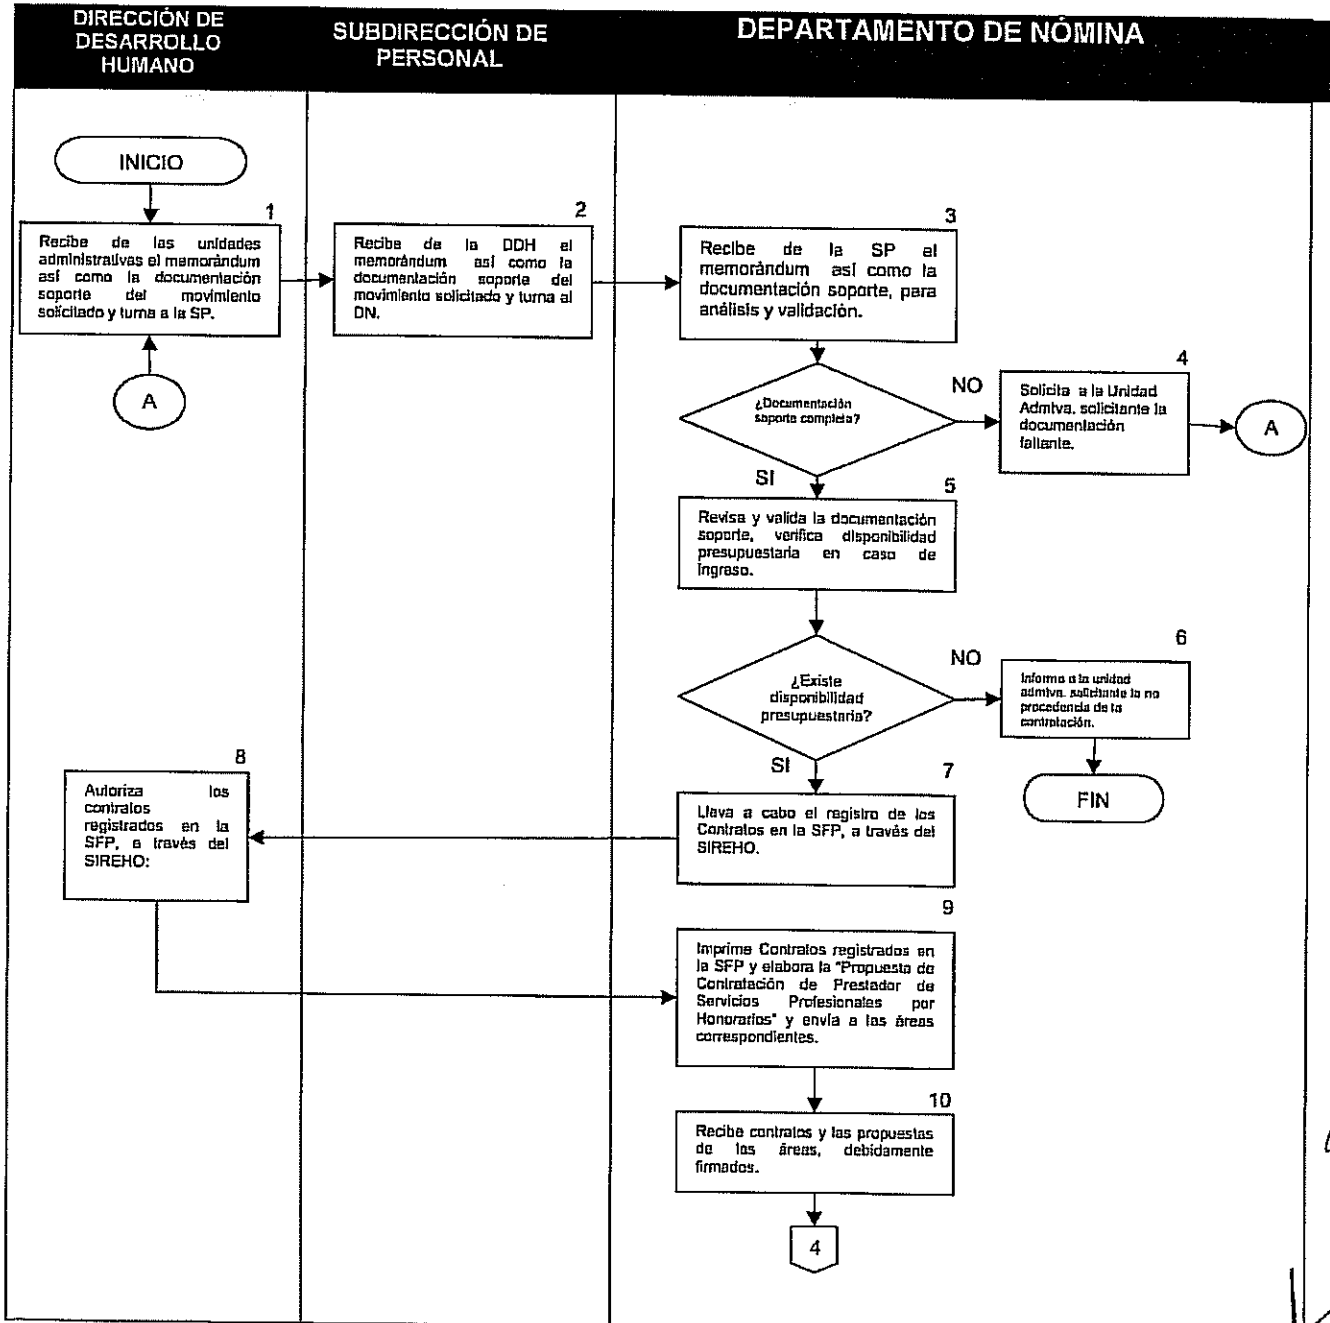 DIRECCIÓN DE
DESARROLLO
HUMANO
SUBDIRECCIÓN DE
PERSONAL
DEPARTAMENTO DE NÓMINA
INICIO
1
Recibe de las unidades
administrativas el memorándum
así como la documentación
soporte del movimiento
solicitado y turna a la SP.
A
2
Recibe de la DDH el
memorándum así como la
documentación soporte del
movimiento solicitado y turna al
DN.
3
Recibe de la SP el
memorándum así como la
documentación soporte, para
análisis y validación.
¿Documentación
soporte completa?
NO
4
Solicita a la Unidad
Admtva. solicitante la
documentación
faltante.
A
SI
5
Revisa y valida la documentación
soporte, verifica disponibilidad
presupuestaria en caso de
ingreso.
¿Existe
disponibilidad
presupuestaria?
NO
6
Informa a la unidad
admtva. solicitante la no
procedencia de la
contratación.
FIN
SI
7
Lleva a cabo el registro de los
Contratos en la SFP, a través del
SIREHO.
8
Autoriza los
contratos
registrados en la
SFP, a través del
SIREHO:
9
Imprime Contratos registrados en
la SFP y elabora la "Propuesta de
Contratación de Prestador de
Servicios Profesionales por
Honorarios" y envía a las áreas
correspondientes.
10
Recibe contratos y las propuestas
de las áreas, debidamente
firmados.
4